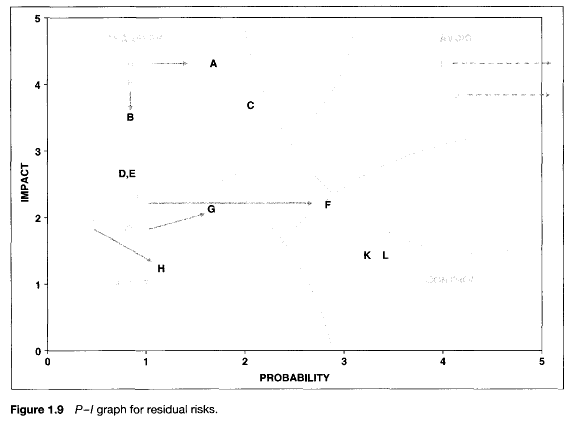 5
AVOID
4
A
C
B
3
D,E
IMPACT
2
G
F
K L
H
1
0
0 1 2 3 4 5
PROBABILITY
Figure 1.9 P–I graph for residual risks.